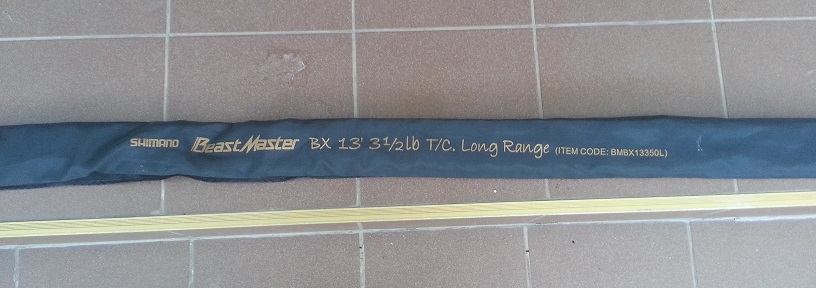 SHIMANO BeastMaster BX 13' 3½lb T/C. Long Range (ITEM CODE: BMBX13350L)